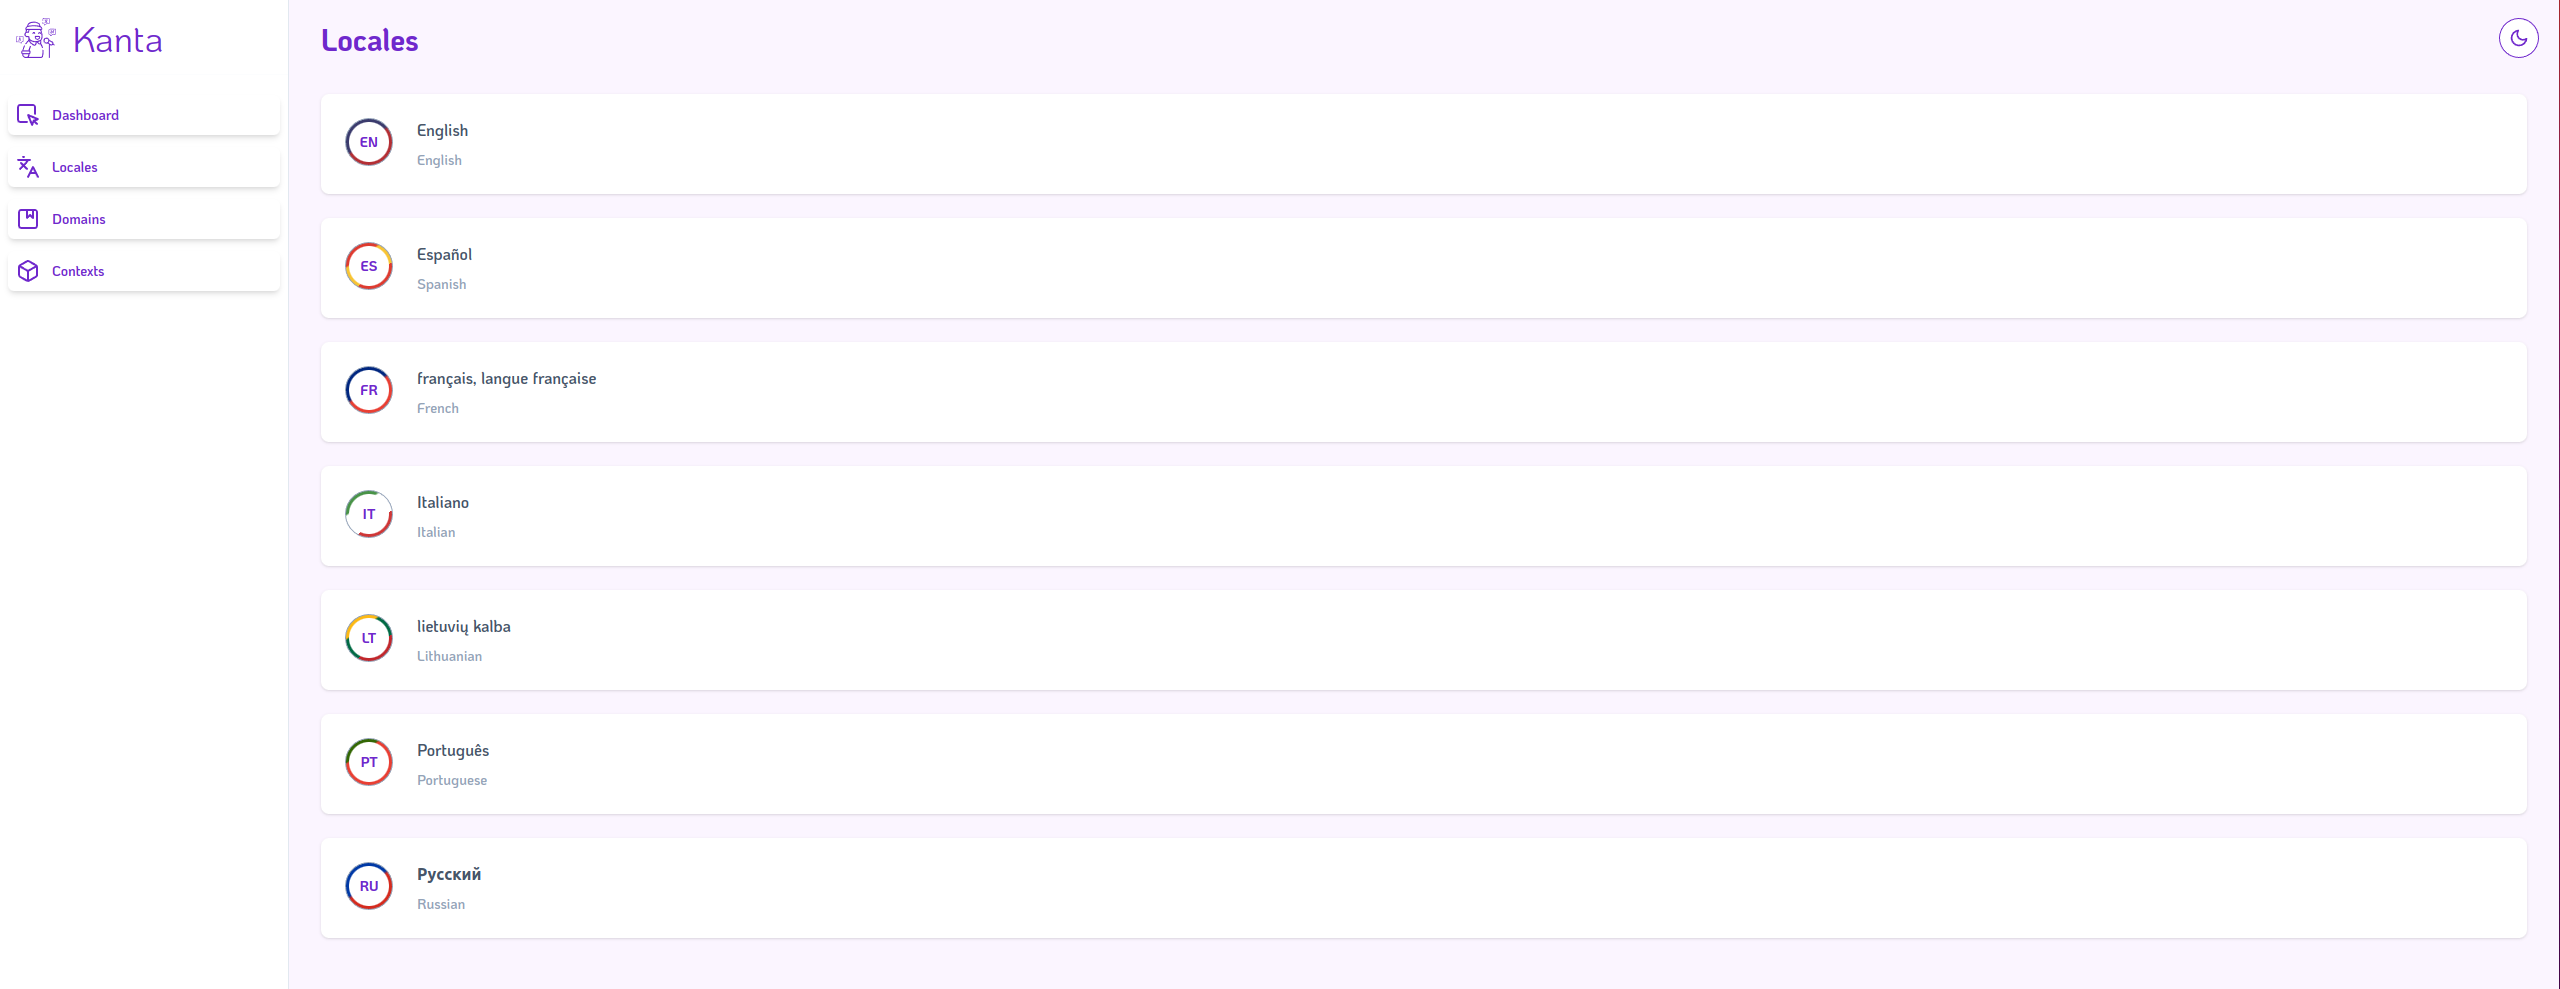 Kanta
Dashboard
Locales
Domains
Contexts
Locales
EN
English
English
ES
Español
Spanish
FR
français, langue française
French
IT
Italiano
Italian
LT
lietuvių kalba
Lithuanian
PT
Português
Portuguese
RU
Русский
Russian